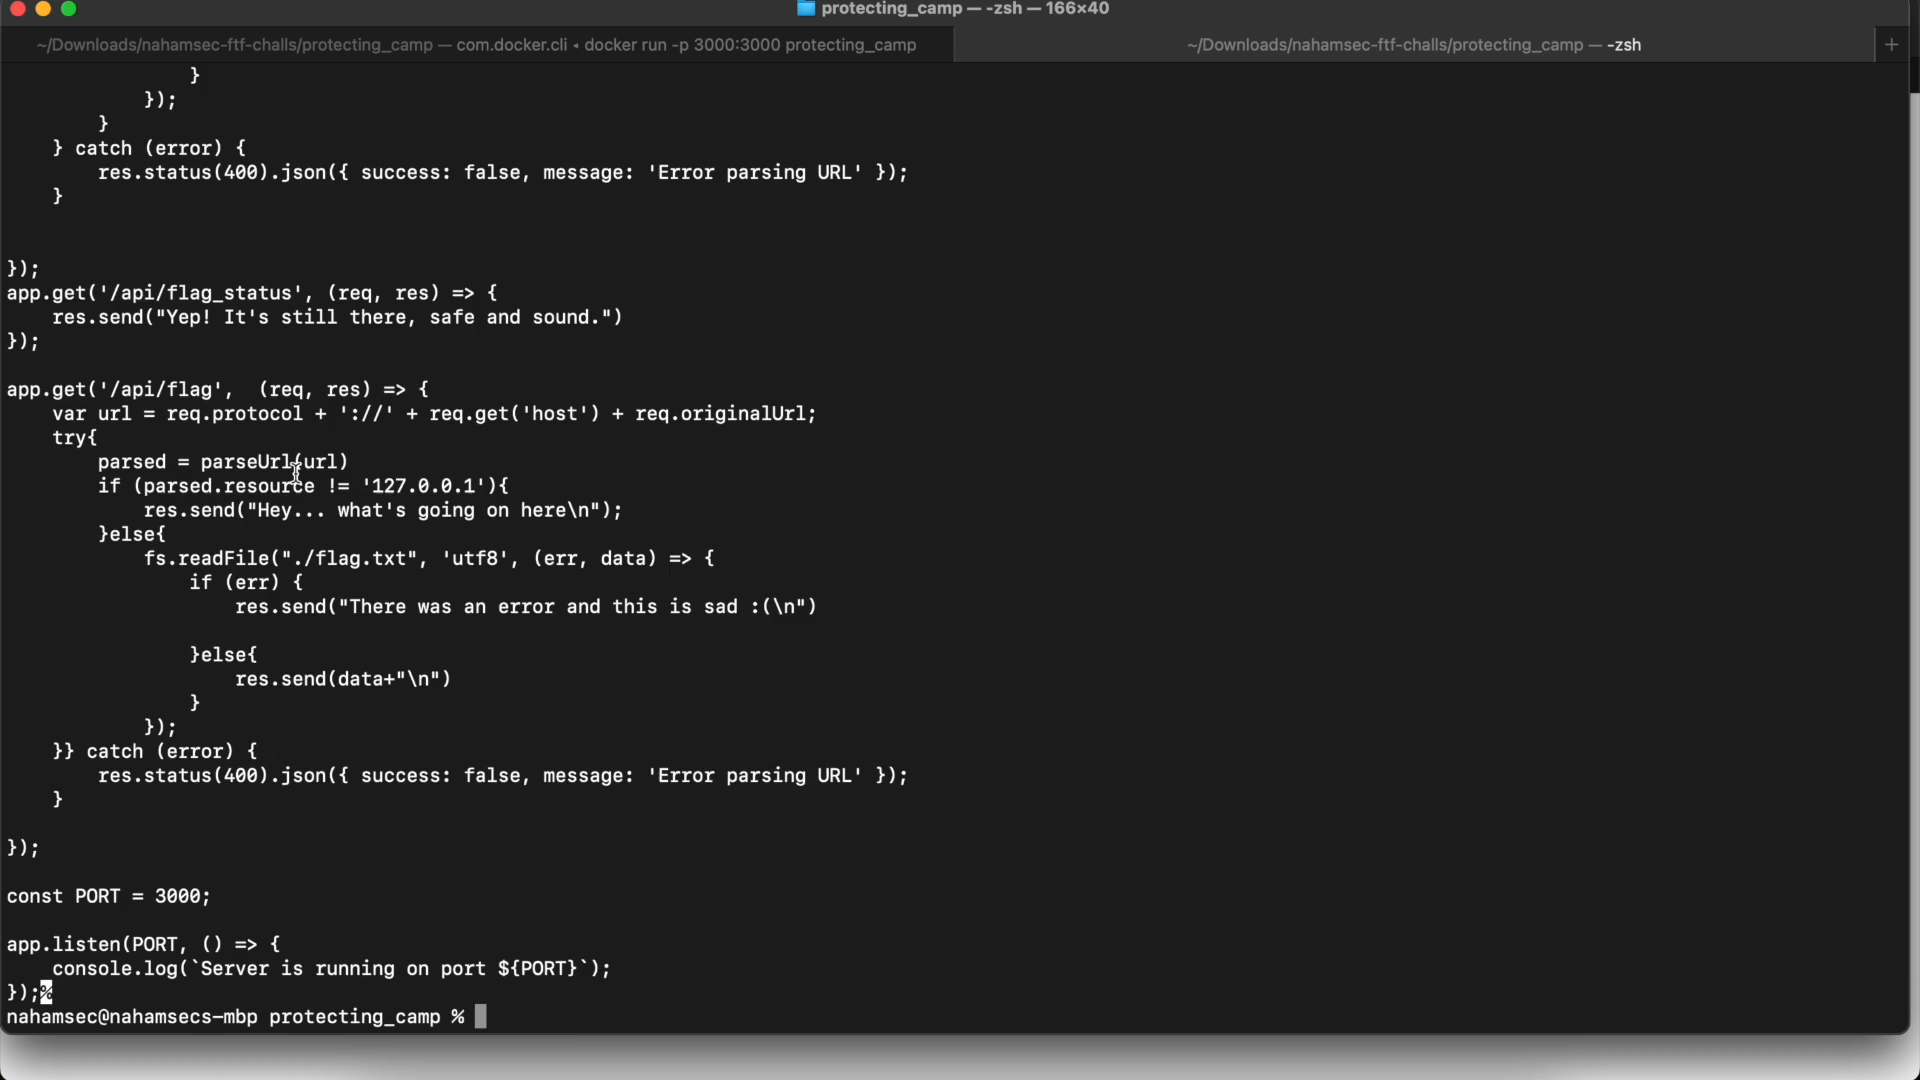 protecting_camp — -zsh — 166×40
~/Downloads/nahamsec-ftf-challs/protecting_camp — com.docker.cli ◂ docker run -p 3000:3000 protecting_camp
~/Downloads/nahamsec-ftf-challs/protecting_camp — -zsh
+
                }
            });
        }
    } catch (error) {
        res.status(400).json({ success: false, message: 'Error parsing URL' });
    }
});
app.get('/api/flag_status', (req, res) => {
    res.send("Yep! It's still there, safe and sound.")
});
app.get('/api/flag',  (req, res) => {
    var url = req.protocol + '://' + req.get('host') + req.originalUrl;
    try{
        parsed = parseUrl(url)
        if (parsed.resource != '127.0.0.1'){
            res.send("Hey... what's going on here\n");
        }else{
            fs.readFile("./flag.txt", 'utf8', (err, data) => {
                if (err) {
                    res.send("There was an error and this is sad :(\n")
                }else{
                    res.send(data+"\n")
                }
            });
    }} catch (error) {
        res.status(400).json({ success: false, message: 'Error parsing URL' });
    }
});
const PORT = 3000;
app.listen(PORT, () => {
    console.log(`Server is running on port ${PORT}`);
});%
nahamsec@nahamsecs-mbp protecting_camp %